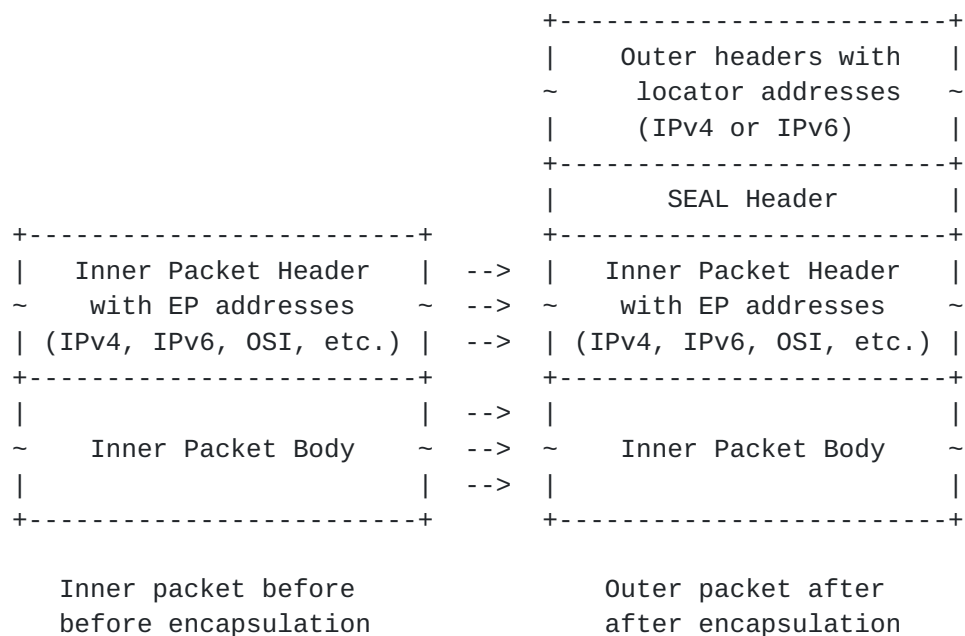 +-------------------------+
                                  |    Outer headers with   |
                                  ~     locator addresses   ~
                                  |     (IPv4 or IPv6)      |
                                  +-------------------------+
                                  |       SEAL Header       |
+-------------------------+       +-------------------------+
|   Inner Packet Header   |  -->  |   Inner Packet Header   |
~    with EP addresses    ~  -->  ~    with EP addresses    ~
| (IPv4, IPv6, OSI, etc.) |  -->  | (IPv4, IPv6, OSI, etc.) |
+-------------------------+       +-------------------------+
|                         |  -->  |                         |
~    Inner Packet Body    ~  -->  ~    Inner Packet Body    ~
|                         |  -->  |                         |
+-------------------------+       +-------------------------+

   Inner packet before               Outer packet after
   before encapsulation              after encapsulation